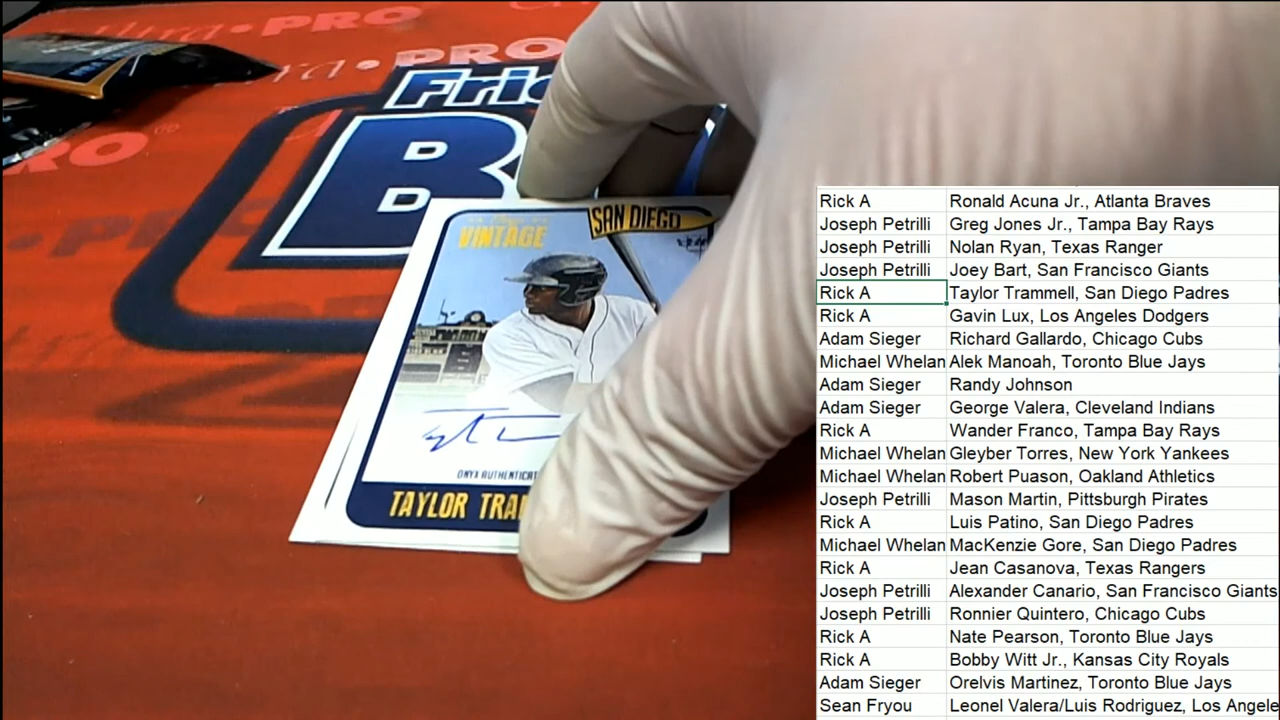 ultra•PRO
ra•PRO
RO®
Fri
B
VINTAGE
SAN DIEGO
ONYX AUTHENTICAT
TAYLOR TRA
Rick A Ronald Acuna Jr., Atlanta Braves
Joseph Petrilli Greg Jones Jr., Tampa Bay Rays
Joseph Petrilli Nolan Ryan, Texas Ranger
Joseph Petrilli Joey Bart, San Francisco Giants
Rick A Taylor Trammell, San Diego Padres
Rick A Gavin Lux, Los Angeles Dodgers
Adam Sieger Richard Gallardo, Chicago Cubs
Michael Whelan Alek Manoah, Toronto Blue Jays
Adam Sieger Randy Johnson
Adam Sieger George Valera, Cleveland Indians
Rick A Wander Franco, Tampa Bay Rays
Michael Whelan Gleyber Torres, New York Yankees
Michael Whelan Robert Puason, Oakland Athletics
Joseph Petrilli Mason Martin, Pittsburgh Pirates
Rick A Luis Patino, San Diego Padres
Michael Whelan MacKenzie Gore, San Diego Padres
Rick A Jean Casanova, Texas Rangers
Joseph Petrilli Alexander Canario, San Francisco Giants
Joseph Petrilli Ronnier Quintero, Chicago Cubs
Rick A Nate Pearson, Toronto Blue Jays
Rick A Bobby Witt Jr., Kansas City Royals
Adam Sieger Orelvis Martinez, Toronto Blue Jays
Sean Fryou Leonel Valera/Luis Rodriguez, Los Angele